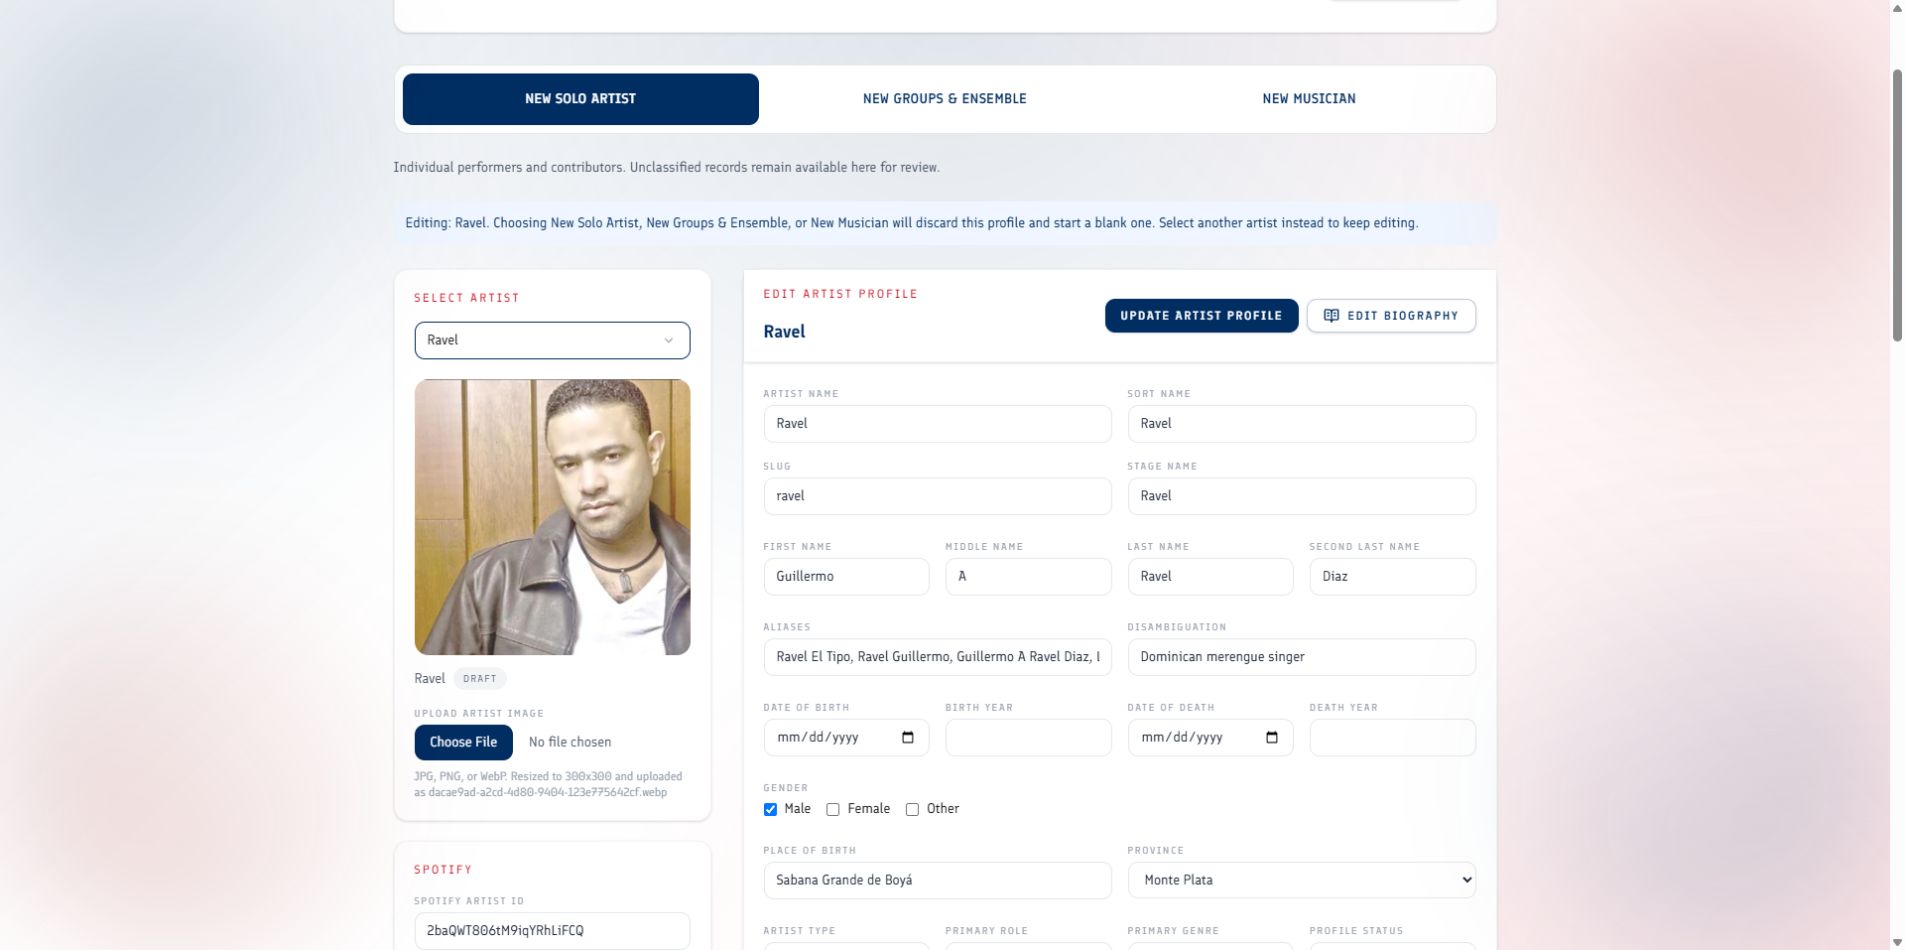 NEW SOLO ARTIST
NEW GROUPS & ENSEMBLE
NEW MUSICIAN
Individual performers and contributors. Unclassified records remain available here for review.
Editing: Ravel. Choosing New Solo Artist, New Groups & Ensemble, or New Musician will discard this profile and start a blank one. Select another artist instead to keep editing.
SELECT ARTIST
Ravel
Ravel DRAFT
UPLOAD ARTIST IMAGE
Choose File No file chosen
JPG, PNG, or WebP. Resized to 300x300 and uploaded
as dacae9ad-a2cd-4d80-9404-123e775642cf.webp
SPOTIFY
SPOTIFY ARTIST ID
2baQWT806tM9iqYRhLiFCQ
EDIT ARTIST PROFILE
Ravel
UPDATE ARTIST PROFILE
EDIT BIOGRAPHY
ARTIST NAME
Ravel
SORT NAME
Ravel
SLUG
ravel
STAGE NAME
Ravel
FIRST NAME
Guillermo
MIDDLE NAME
A
LAST NAME
Ravel
SECOND LAST NAME
Diaz
ALIASES
Ravel El Tipo, Ravel Guillermo, Guillermo A Ravel Diaz,
DISAMBIGUATION
Dominican merengue singer
DATE OF BIRTH
mm/dd/yyyy
BIRTH YEAR
DATE OF DEATH
mm/dd/yyyy
DEATH YEAR
GENDER
Male Female Other
PLACE OF BIRTH
Sabana Grande de Boyá
PROVINCE
Monte Plata
ARTIST TYPE
PRIMARY ROLE
PRIMARY GENRE
PROFILE STATUS